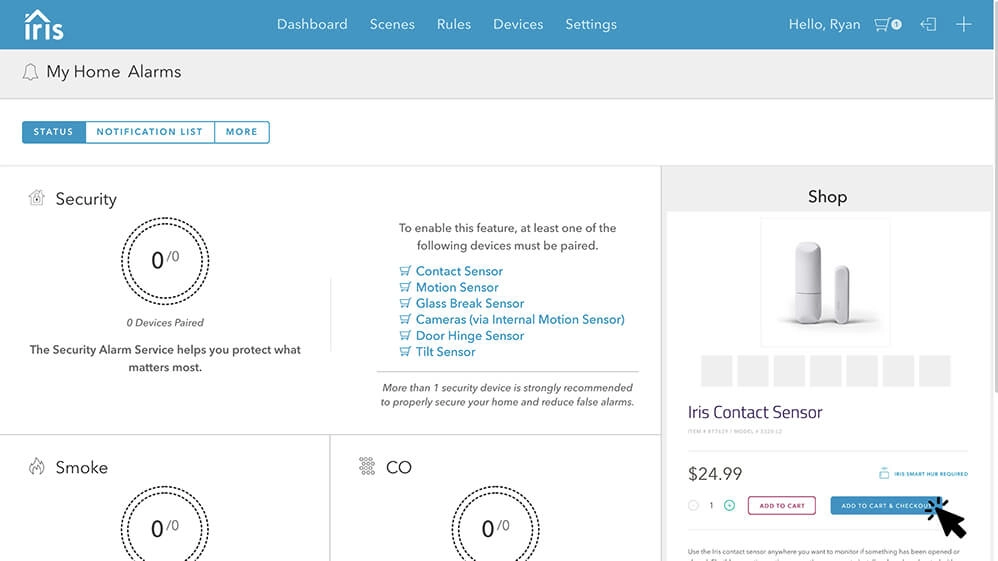 iris
Dashboard Scenes Rules Devices Settings
Hello, Ryan 1
My Home Alarms
STATUS NOTIFICATION LIST MORE
Security
0/0
0 Devices Paired
The Security Alarm Service helps you protect what
matters most.
To enable this feature, at least one of the
following devices must be paired.
Contact Sensor
Motion Sensor
Glass Break Sensor
Cameras (via Internal Motion Sensor)
Door Hinge Sensor
Tilt Sensor
More than 1 security device is strongly recommended
to properly secure your home and reduce false alarms.
Smoke
0/0
CO
0/0
Shop
Iris Contact Sensor
$24.99
IRIS SMART HUB REQUIRED
1
ADD TO CART
ADD TO CART & CHECKOUT
Use the Iris contact sensor anywhere you want to monitor if something has been opened or